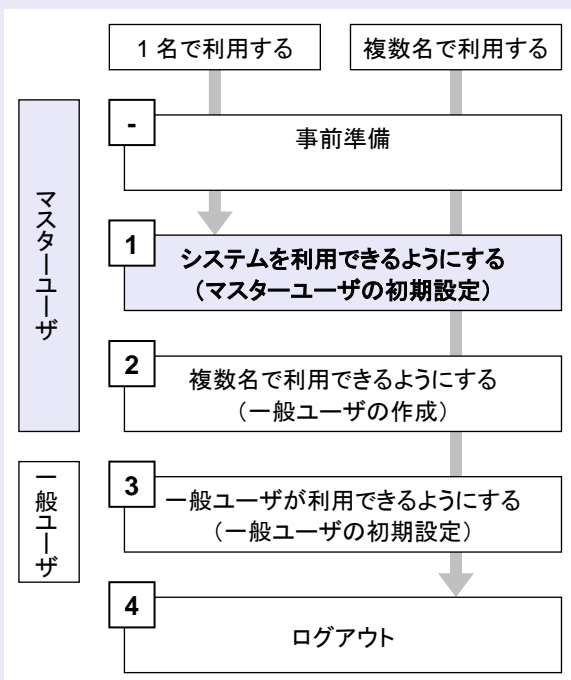 1 名で利用する
複数名で利用する
マスターユーザ
-
事前準備
1
システムを利用できるようにする
（マスターユーザの初期設定）
2
複数名で利用できるようにする
（一般ユーザの作成）
一般ユーザ
3
一般ユーザが利用できるようにする
（一般ユーザの初期設定）
4
ログアウト